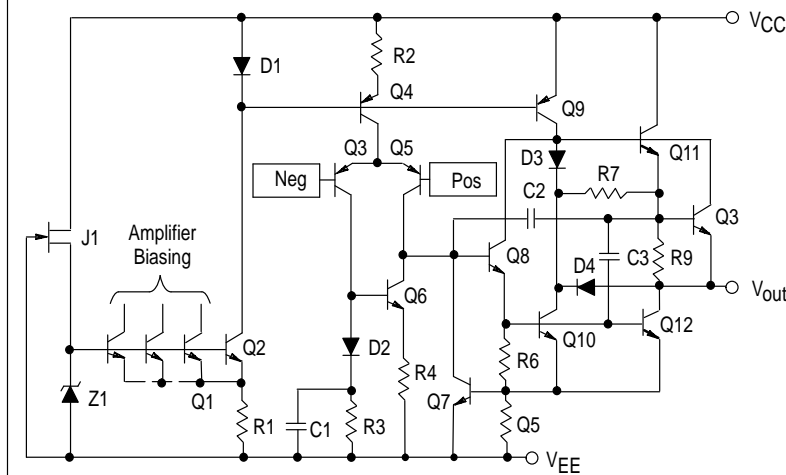 VCC
R2
D1
Q4
Q9
Q3
Q5
D3
Q11
R7
Neg
Pos
C2
Q3
J1
Amplifier
Biasing
Q8
C3
R9
D4
Vout
Q6
Q10
Q12
Q2
D2
R6
Z1
Q1
R4
Q7
R1
C1
R3
Q5
VEE